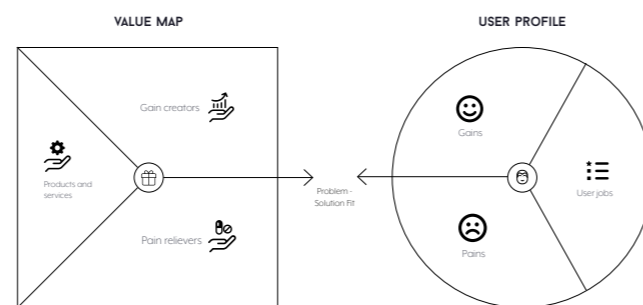 VALUE MAP
USER PROFILE
Gain creators
Products and
services
Pain relievers
Problem -
Solution Fit
Gains
Pains
User jobs